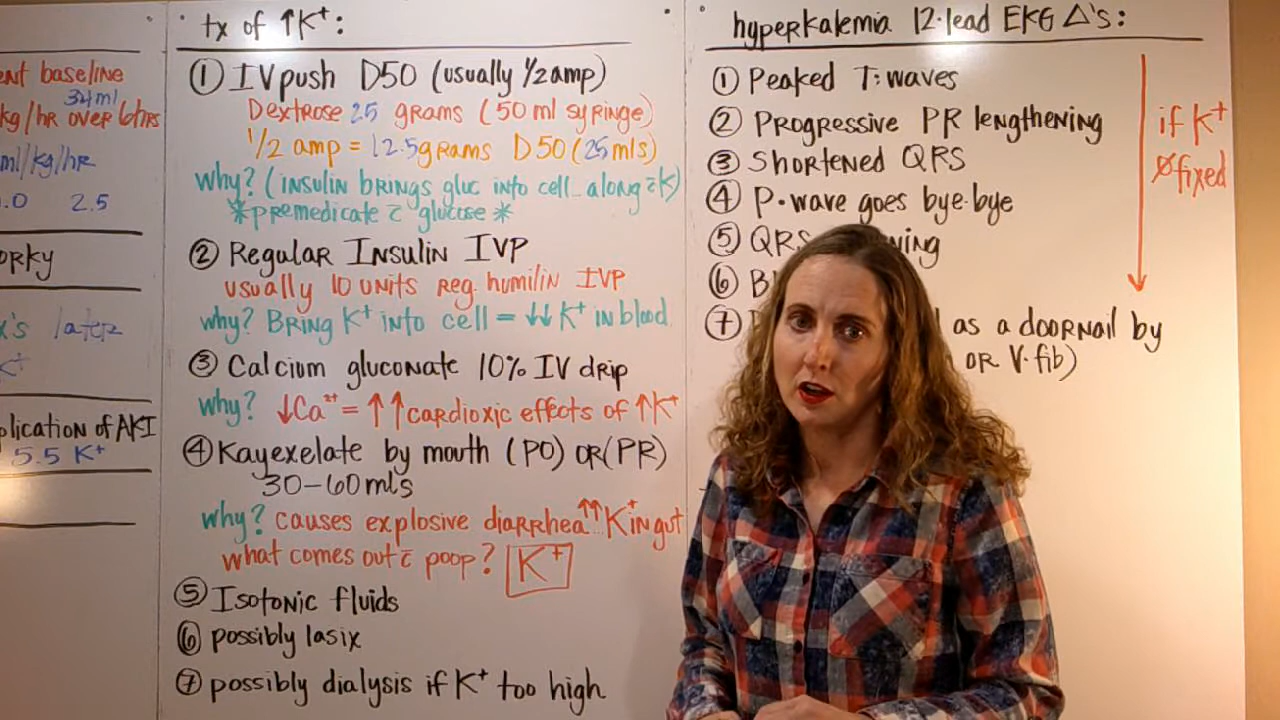 ent baseline
34ml
kg/hr over 6hrs
ml/kg/hr
.0 2.5
orky
x's later
K+
plication of AKI
5.5 K+
tx of ↑K+:
① IV push D50 (usually 1/2 amp)
Dextrose 25 grams (50 ml syringe)
1/2 amp = 12.5grams D50 (25mls)
why? (insulin brings gluc into cell... along c̄ K)
*premedicate c̄ glucose*
② Regular Insulin IVP
usually 10 units reg. humilin IVP
why? Bring K+ into cell = ↓↓ K+ in blood
③ Calcium gluconate 10% IV drip
why? ↓Ca2+ = ↑↑cardioxic effects of ↑K+
④ Kayexelate by mouth (PO) OR (PR)
30-60 mls
why? causes explosive diarrhea...↑↑K+ in gut
what comes out c̄ poop? K+
⑤ Isotonic fluids
⑥ possibly lasix
⑦ possibly dialysis if K+ too high
hyperkalemia 12-lead EKG Δ's:
① Peaked T-waves
② Progressive PR lengthening
③ Shortened QRS
④ P-wave goes bye-bye
⑤ QRS ning
⑥ B
⑦ as a doornail by
or V-fib)
if K+
Øfixed